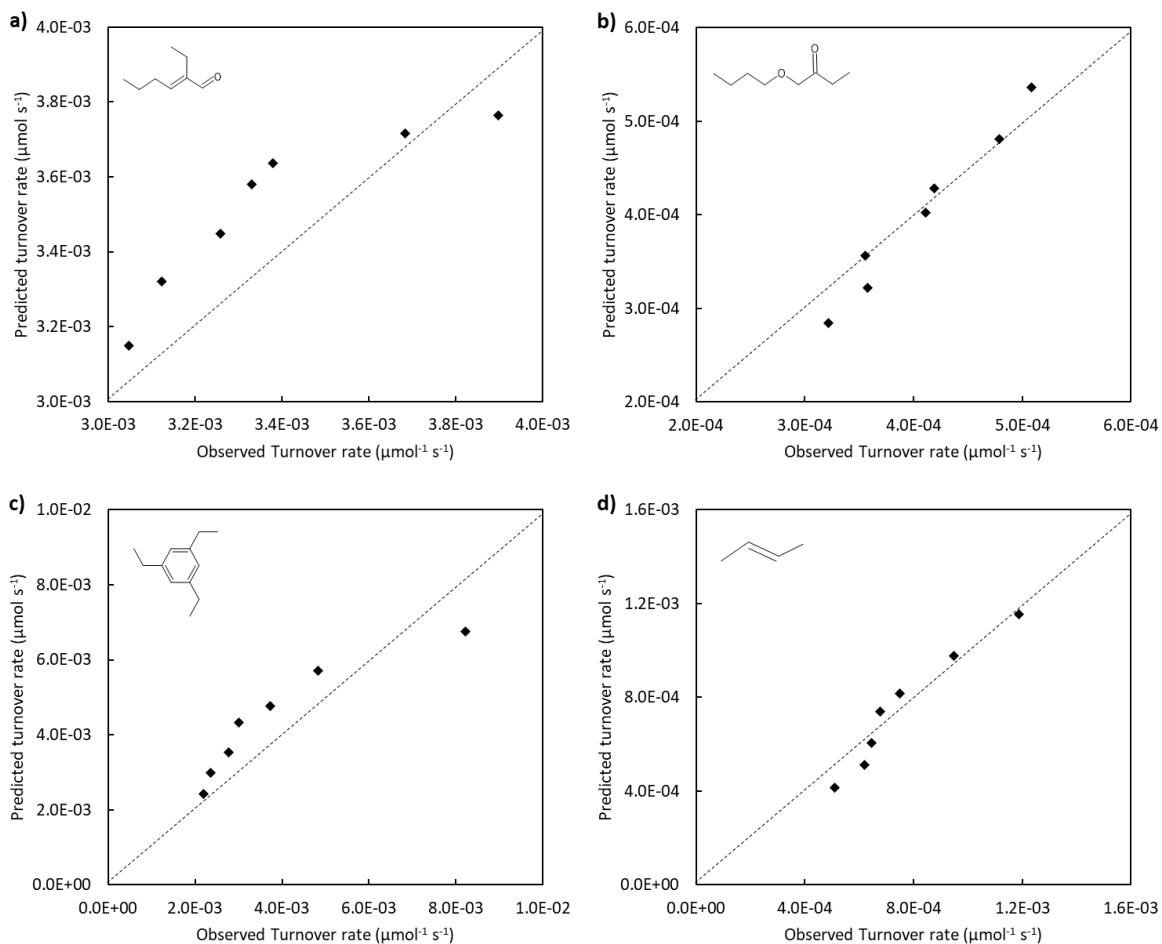 a)
4.0E-03
3.8E-03
3.6E-03
3.4E-03
3.2E-03
3.0E-03
Predicted turnover rate (µmol s⁻¹)
O
3.0E-03 3.2E-03 3.4E-03 3.6E-03 3.8E-03 4.0E-03
Observed Turnover rate (µmol⁻¹ s⁻¹)
b)
6.0E-04
5.0E-04
4.0E-04
3.0E-04
2.0E-04
Predicted turnover rate (µmol s⁻¹)
O
O
2.0E-04 3.0E-04 4.0E-04 5.0E-04 6.0E-04
Observed Turnover rate (µmol⁻¹ s⁻¹)
c)
1.0E-02
8.0E-03
6.0E-03
4.0E-03
2.0E-03
0.0E+00
Predicted turnover rate (µmol s⁻¹)
0.0E+00 2.0E-03 4.0E-03 6.0E-03 8.0E-03 1.0E-02
Observed Turnover rate (µmol⁻¹ s⁻¹)
d)
1.6E-03
1.2E-03
8.0E-04
4.0E-04
0.0E+00
Predicted turnover rate (µmol s⁻¹)
0.0E+00 4.0E-04 8.0E-04 1.2E-03 1.6E-03
Observed Turnover rate (µmol⁻¹ s⁻¹)